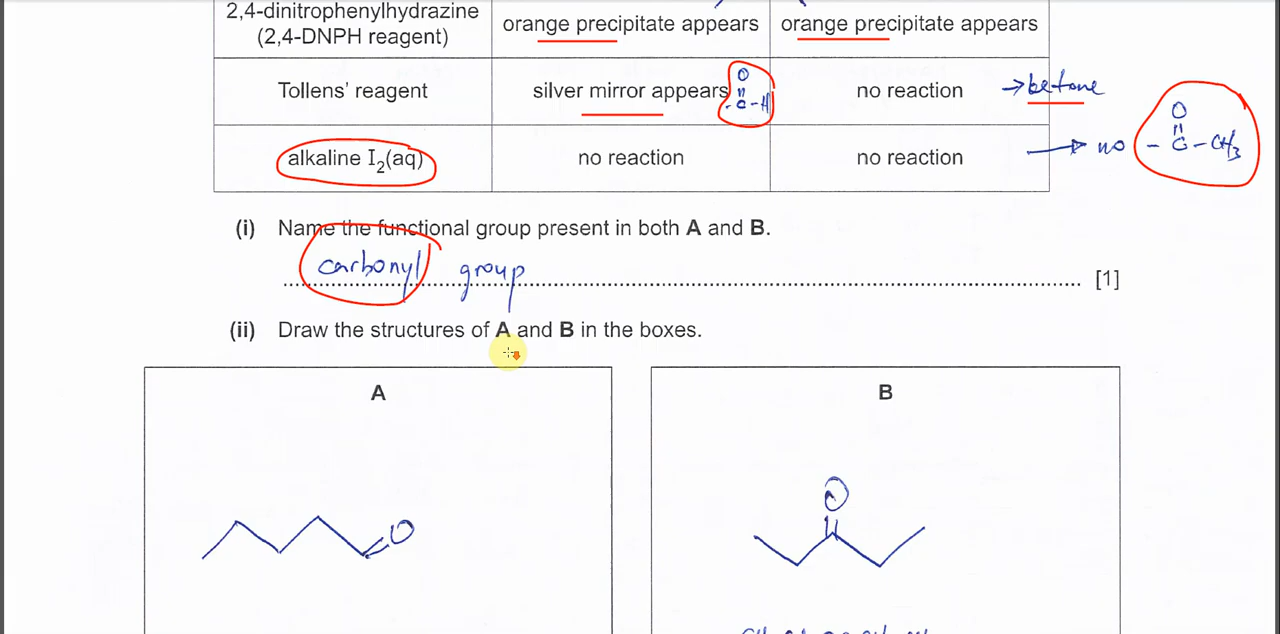 2,4-dinitrophenylhydrazine
(2,4-DNPH reagent)
orange precipitate appears
orange precipitate appears
Tollens' reagent
silver mirror appears
O
-C-H
no reaction
→ketone
alkaline I₂(aq)
no reaction
no reaction
→ no
O
-C-CH₃
(i) Name the functional group present in both A and B.
carbonyl group
[1]
(ii) Draw the structures of A and B in the boxes.
A
B
O
O